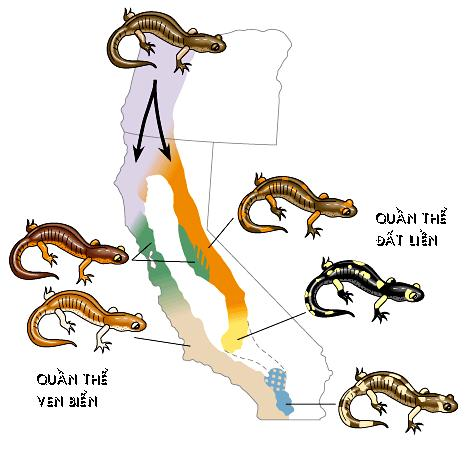 QUẦN THỂ
ĐẤT LIỀN
QUẦN THỂ
VEN BIỂN